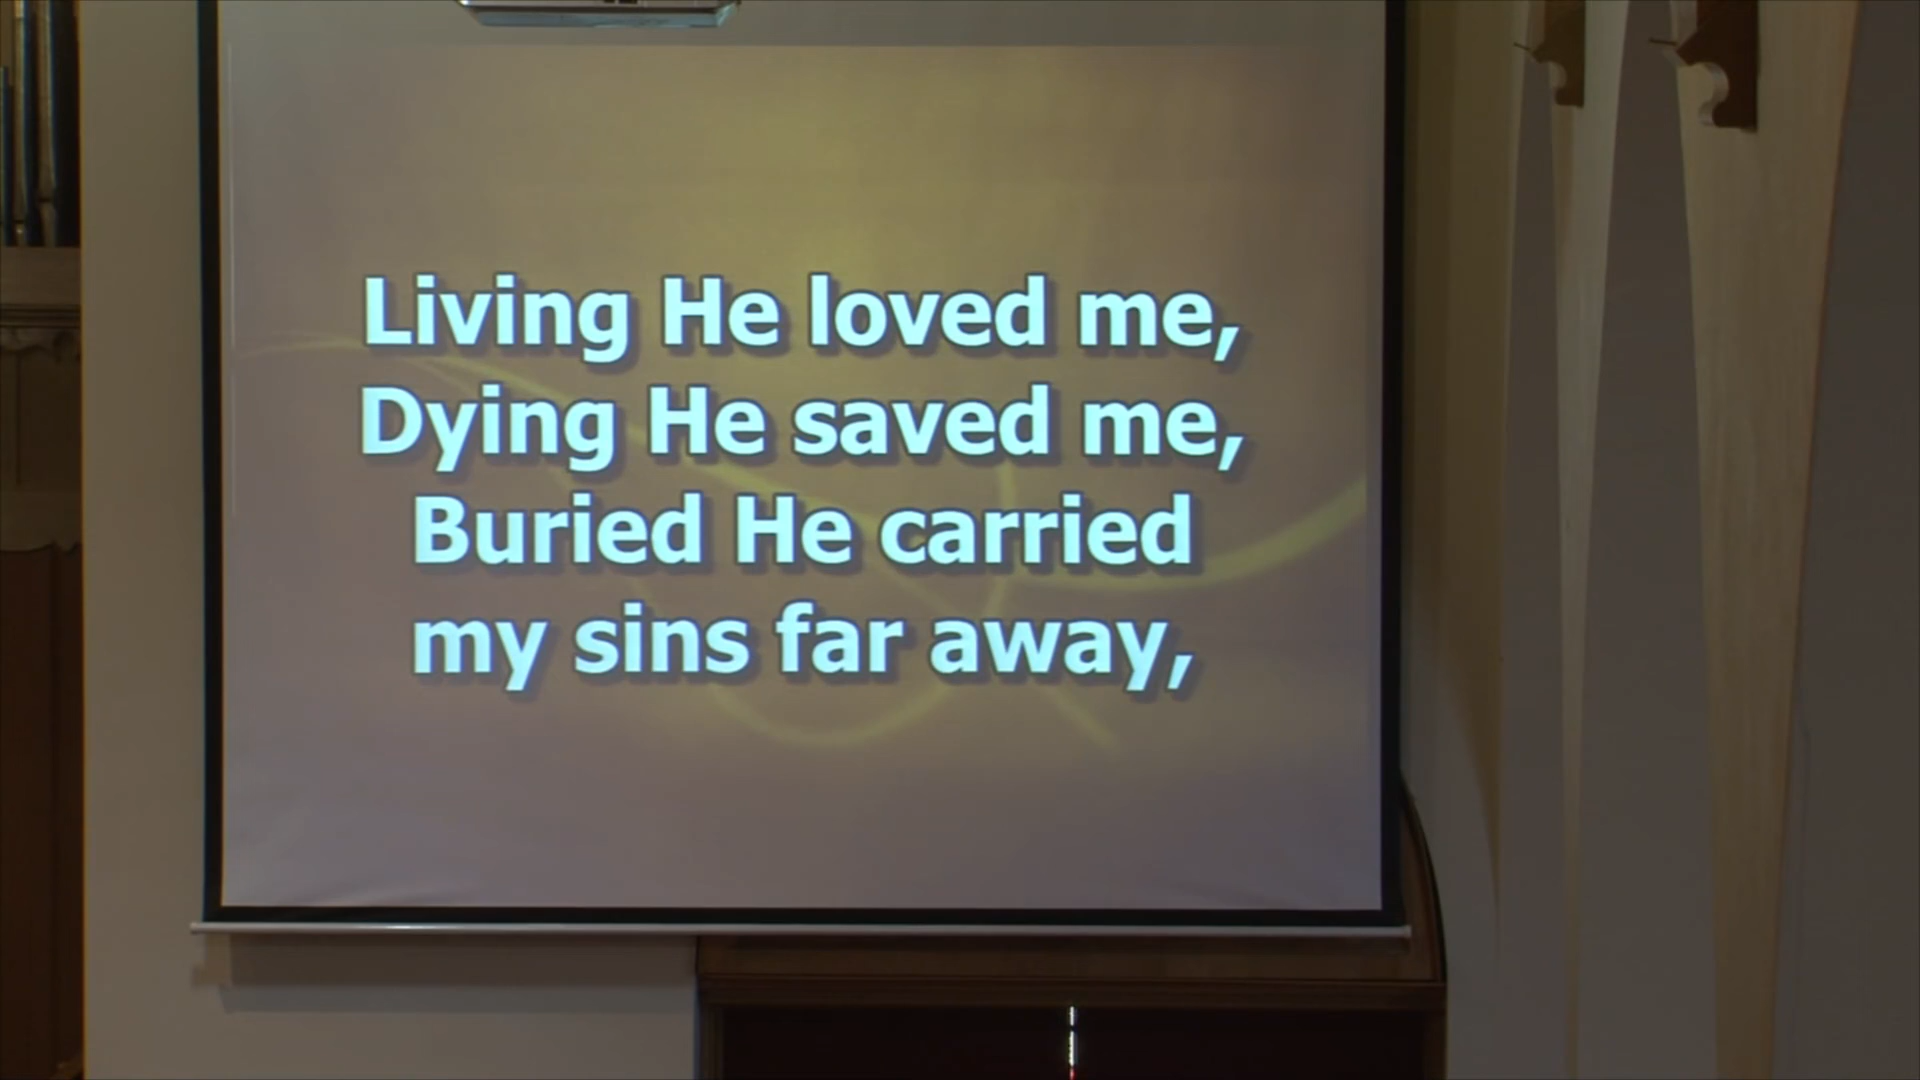 Living He loved me,
Dying He saved me,
Buried He carried
my sins far away,